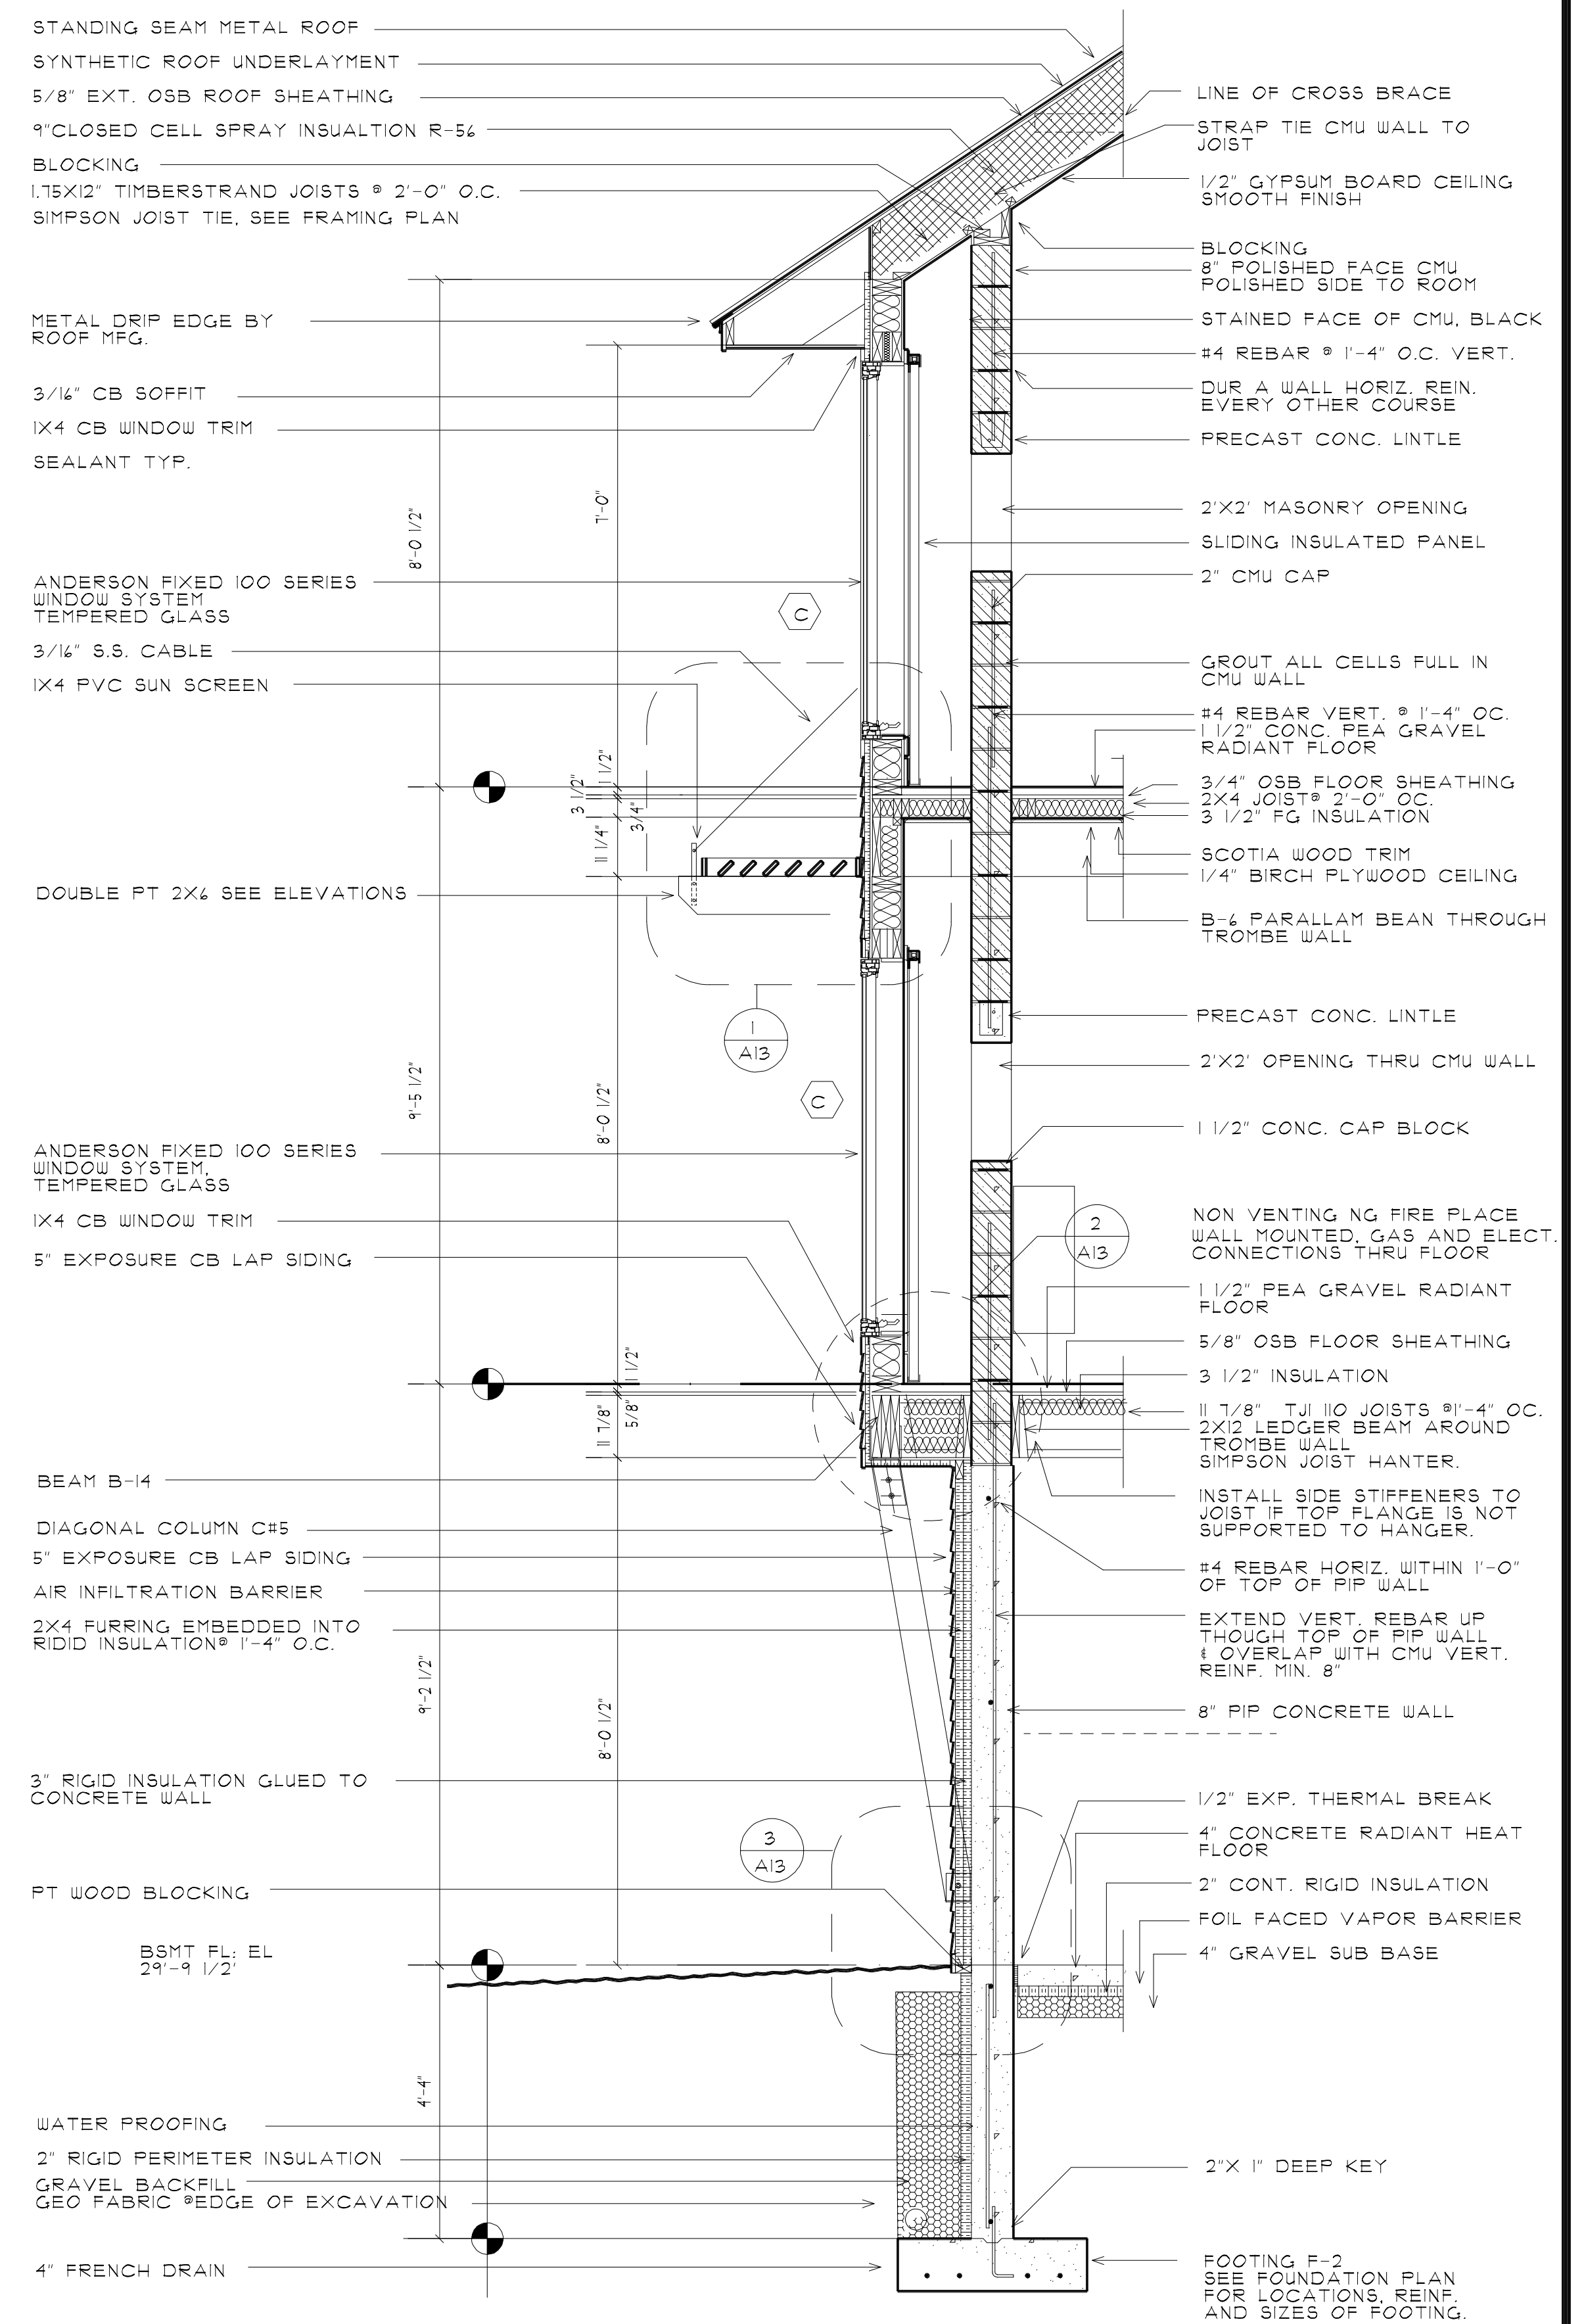 STANDING SEAM METAL ROOF
SYNTHETIC ROOF UNDERLAYMENT
5/8" EXT. OSB ROOF SHEATHING
9"CLOSED CELL SPRAY INSUALTION R-56
BLOCKING
1.75X12" TIMBERSTRAND JOISTS @ 2'-0" O.C.
SIMPSON JOIST TIE, SEE FRAMING PLAN
METAL DRIP EDGE BY
ROOF MFG.
3/16" CB SOFFIT
1X4 CB WINDOW TRIM
SEALANT TYP.
ANDERSON FIXED 100 SERIES
WINDOW SYSTEM
TEMPERED GLASS
3/16" S.S. CABLE
1X4 PVC SUN SCREEN
DOUBLE PT 2X6 SEE ELEVATIONS
ANDERSON FIXED 100 SERIES
WINDOW SYSTEM,
TEMPERED GLASS
1X4 CB WINDOW TRIM
5" EXPOSURE CB LAP SIDING
BEAM B-14
DIAGONAL COLUMN C#5
5" EXPOSURE CB LAP SIDING
AIR INFILTRATION BARRIER
2X4 FURRING EMBEDDED INTO
RIDID INSULATION@ 1'-4" O.C.
3" RIGID INSULATION GLUED TO
CONCRETE WALL
PT WOOD BLOCKING
BSMT FL: EL
29'-9 1/2'
WATER PROOFING
2" RIGID PERIMETER INSULATION
GRAVEL BACKFILL
GEO FABRIC @EDGE OF EXCAVATION
4" FRENCH DRAIN
8'-0 1/2"
9'-5 1/2"
9'-2 1/2"
4'-4"
7'-0"
1 1/2"
3 1/2"
3/4"
11 1/4"
8'-0 1/2"
1 1/2"
5/8"
11 7/8"
8'-0 1/2"
C
1
A13
C
2
A13
3
A13
LINE OF CROSS BRACE
STRAP TIE CMU WALL TO
JOIST
1/2" GYPSUM BOARD CEILING
SMOOTH FINISH
BLOCKING
8" POLISHED FACE CMU
POLISHED SIDE TO ROOM
STAINED FACE OF CMU, BLACK
#4 REBAR @ 1'-4" O.C. VERT.
DUR A WALL HORIZ. REIN.
EVERY OTHER COURSE
PRECAST CONC. LINTLE
2'X2' MASONRY OPENING
SLIDING INSULATED PANEL
2" CMU CAP
GROUT ALL CELLS FULL IN
CMU WALL
#4 REBAR VERT. @ 1'-4" OC.
1 1/2" CONC. PEA GRAVEL
RADIANT FLOOR
3/4" OSB FLOOR SHEATHING
2X4 JOIST@ 2'-0" OC.
3 1/2" FG INSULATION
SCOTIA WOOD TRIM
1/4" BIRCH PLYWOOD CEILING
B-6 PARALLAM BEAN THROUGH
TROMBE WALL
PRECAST CONC. LINTLE
2'X2' OPENING THRU CMU WALL
1 1/2" CONC. CAP BLOCK
NON VENTING NG FIRE PLACE
WALL MOUNTED, GAS AND ELECT.
CONNECTIONS THRU FLOOR
1 1/2" PEA GRAVEL RADIANT
FLOOR
5/8" OSB FLOOR SHEATHING
3 1/2" INSULATION
11 7/8" TJI 110 JOISTS @1'-4" OC.
2X12 LEDGER BEAM AROUND
TROMBE WALL
SIMPSON JOIST HANTER.
INSTALL SIDE STIFFENERS TO
JOIST IF TOP FLANGE IS NOT
SUPPORTED TO HANGER.
#4 REBAR HORIZ. WITHIN 1'-0"
OF TOP OF PIP WALL
EXTEND VERT. REBAR UP
THOUGH TOP OF PIP WALL
& OVERLAP WITH CMU VERT.
REINF. MIN. 8"
8" PIP CONCRETE WALL
1/2" EXP. THERMAL BREAK
4" CONCRETE RADIANT HEAT
FLOOR
2" CONT. RIGID INSULATION
FOIL FACED VAPOR BARRIER
4" GRAVEL SUB BASE
2"X 1" DEEP KEY
FOOTING F-2
SEE FOUNDATION PLAN
FOR LOCATIONS, REINF.
AND SIZES OF FOOTING.